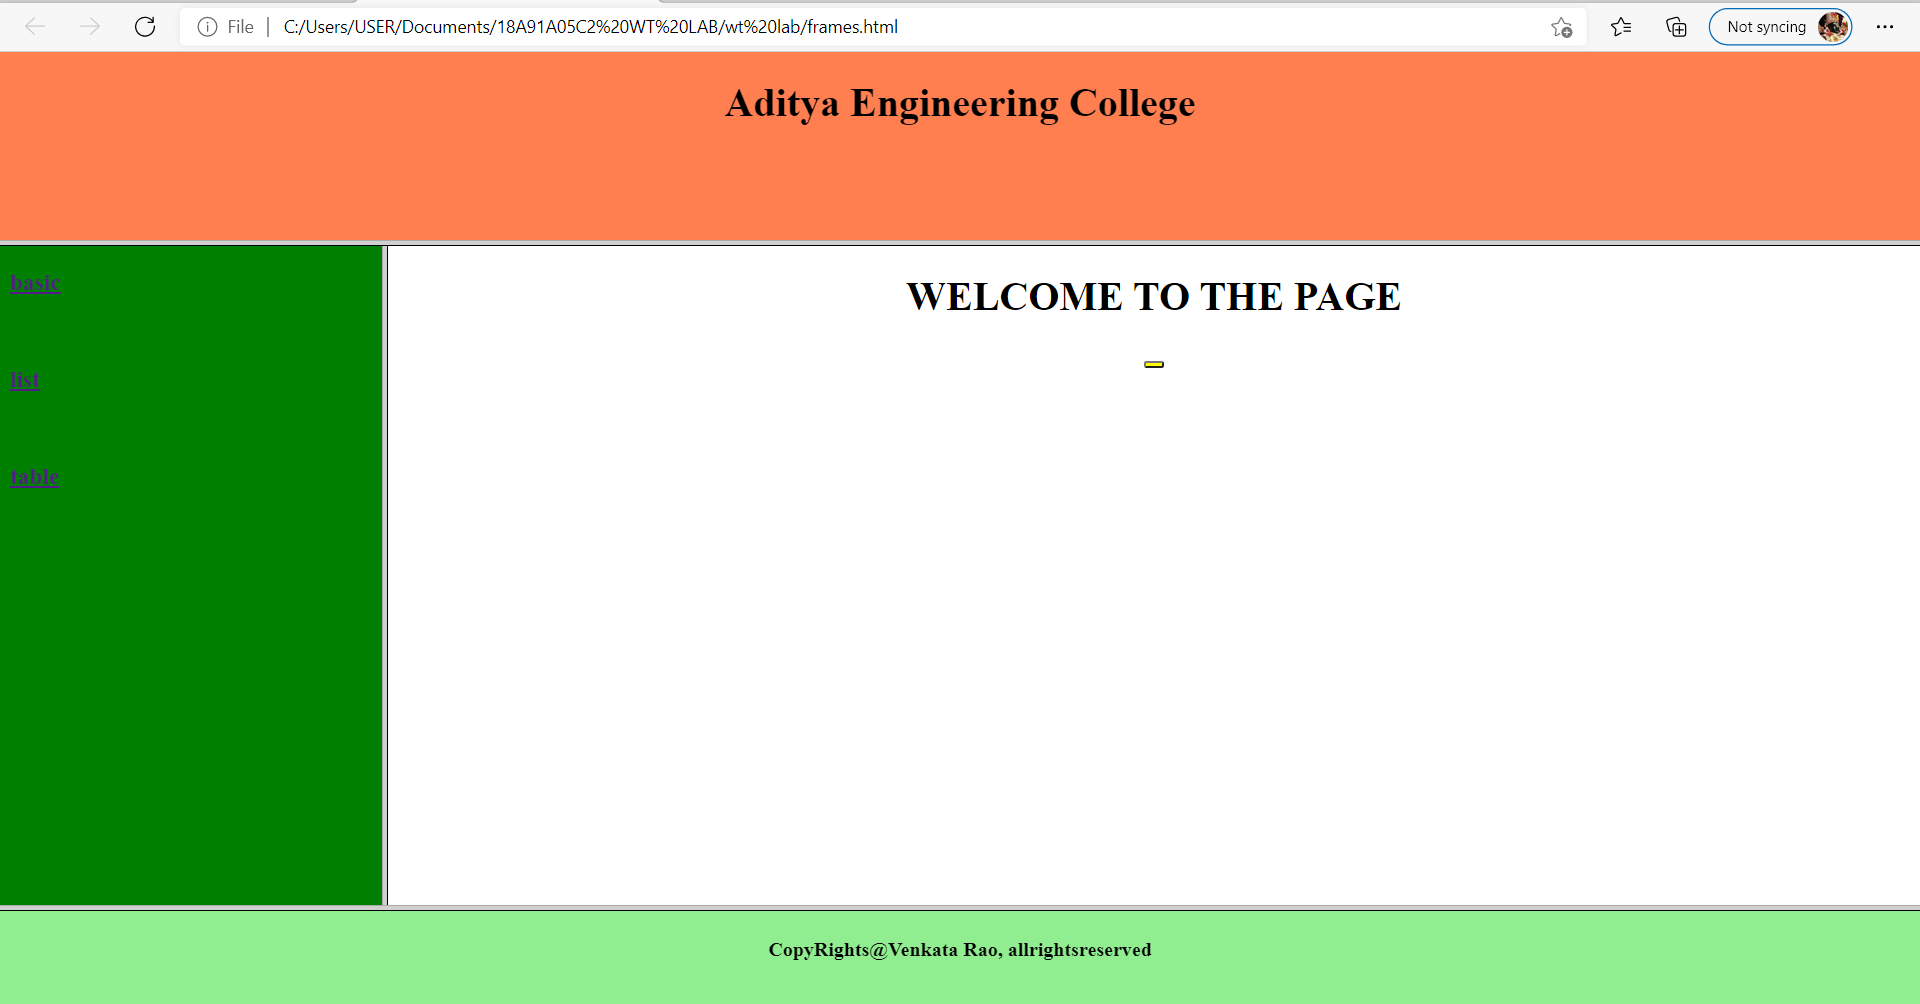 File | C:/Users/USER/Documents/18A91A05C2%20WT%20LAB/wt%20lab/frames.html
Not syncing
Aditya Engineering College
basic
list
table
WELCOME TO THE PAGE
CopyRights@Venkata Rao, allrightsreserved